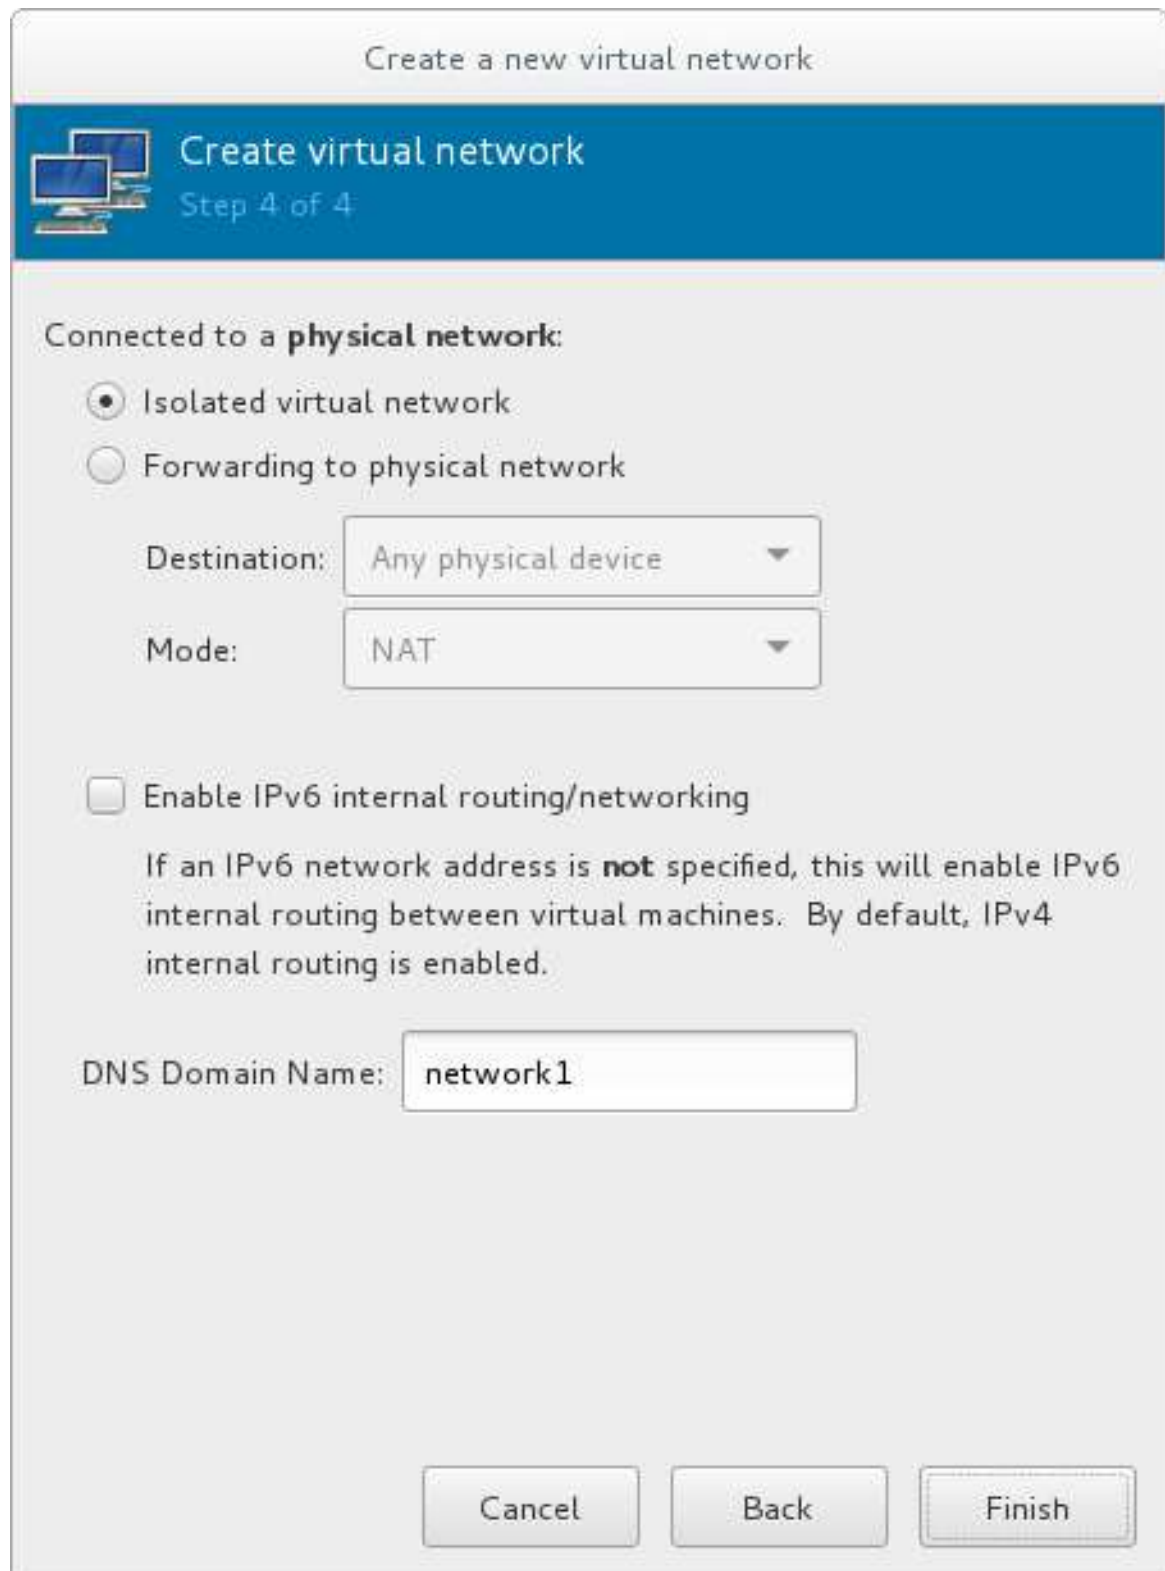 Create a new virtual network
Create virtual network
Step 4 of 4
Connected to a physical network:
Isolated virtual network
Forwarding to physical network
Destination: Any physical device
Mode: NAT
Enable IPv6 internal routing/networking
If an IPv6 network address is not specified, this will enable IPv6
internal routing between virtual machines.  By default, IPv4
internal routing is enabled.
DNS Domain Name: network1
Cancel Back Finish